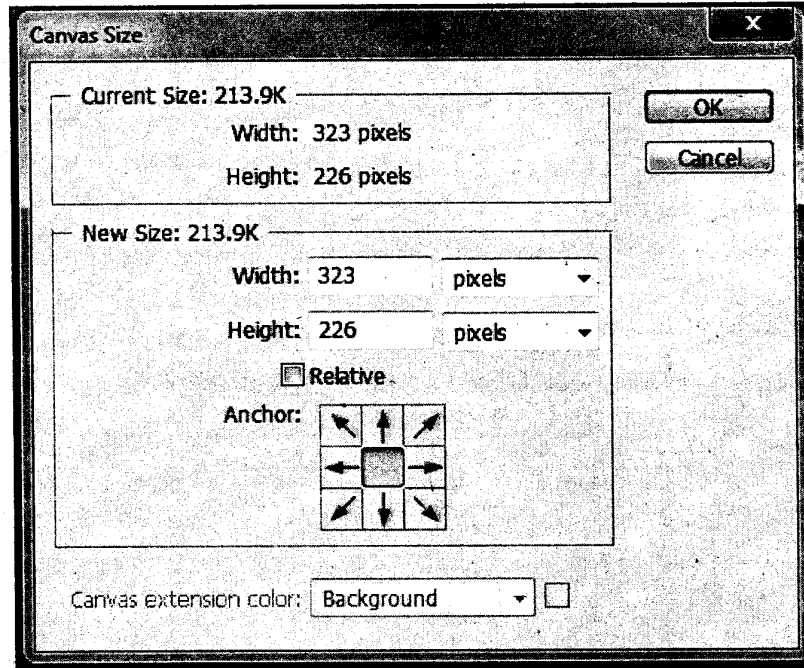 Canvas Size
Current Size: 213.9K
OK
Width: 323 pixels
Cancel
Height: 226 pixels
New Size: 213.9K
Width: 323 pixels
Height: 226 pixels
Relative
Anchor:
Canvas extension color: Background